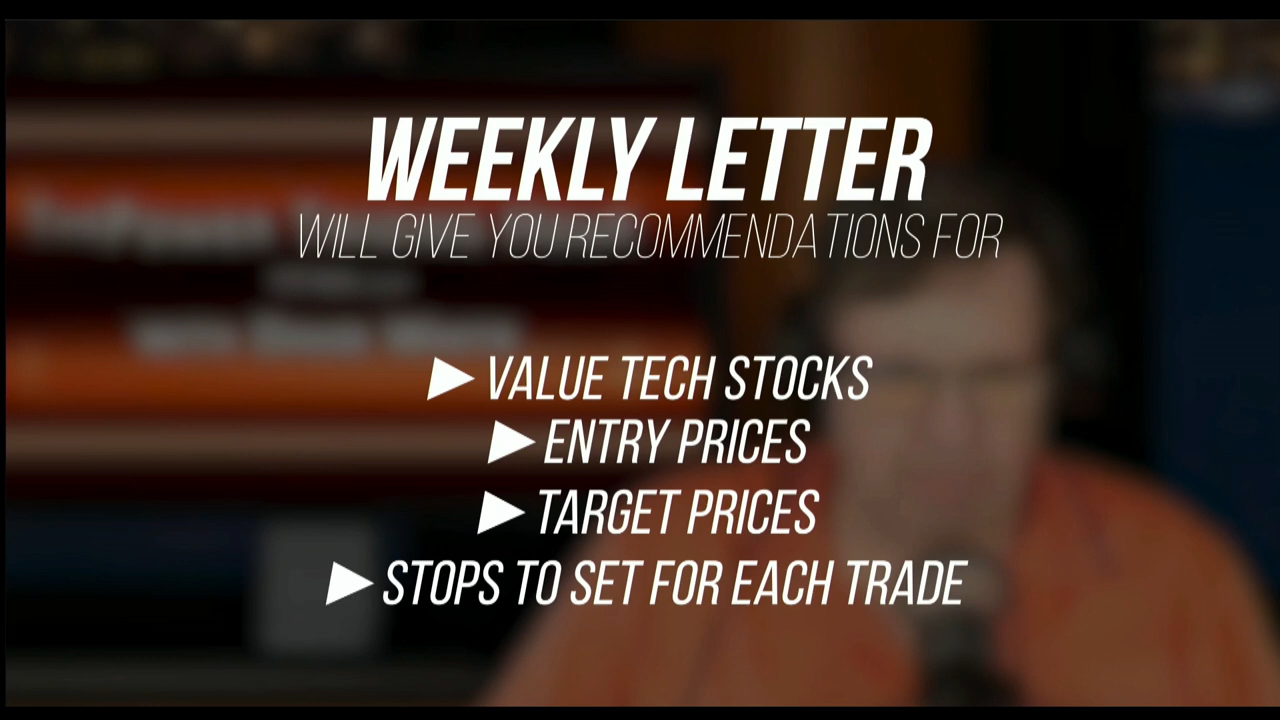 WEEKLY LETTER
WILL GIVE YOU RECOMMENDATIONS FOR
▶ VALUE TECH STOCKS
▶ ENTRY PRICES
▶ TARGET PRICES
▶ STOPS TO SET FOR EACH TRADE